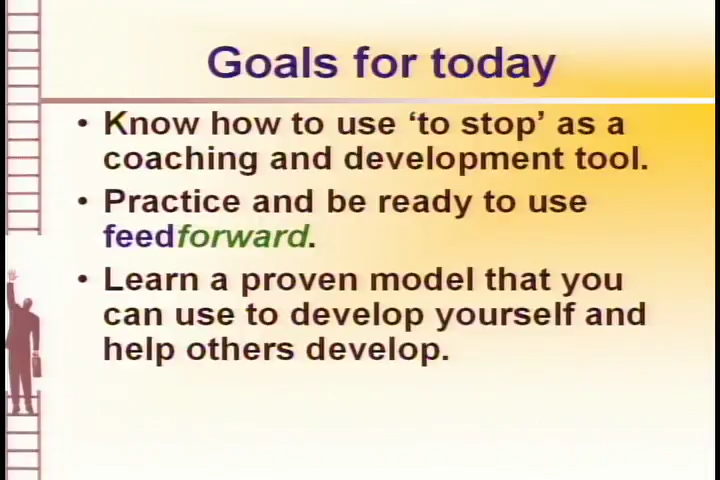 Goals for today
• Know how to use ‘to stop’ as a
coaching and development tool.
• Practice and be ready to use
feedforward.
• Learn a proven model that you
can use to develop yourself and
help others develop.